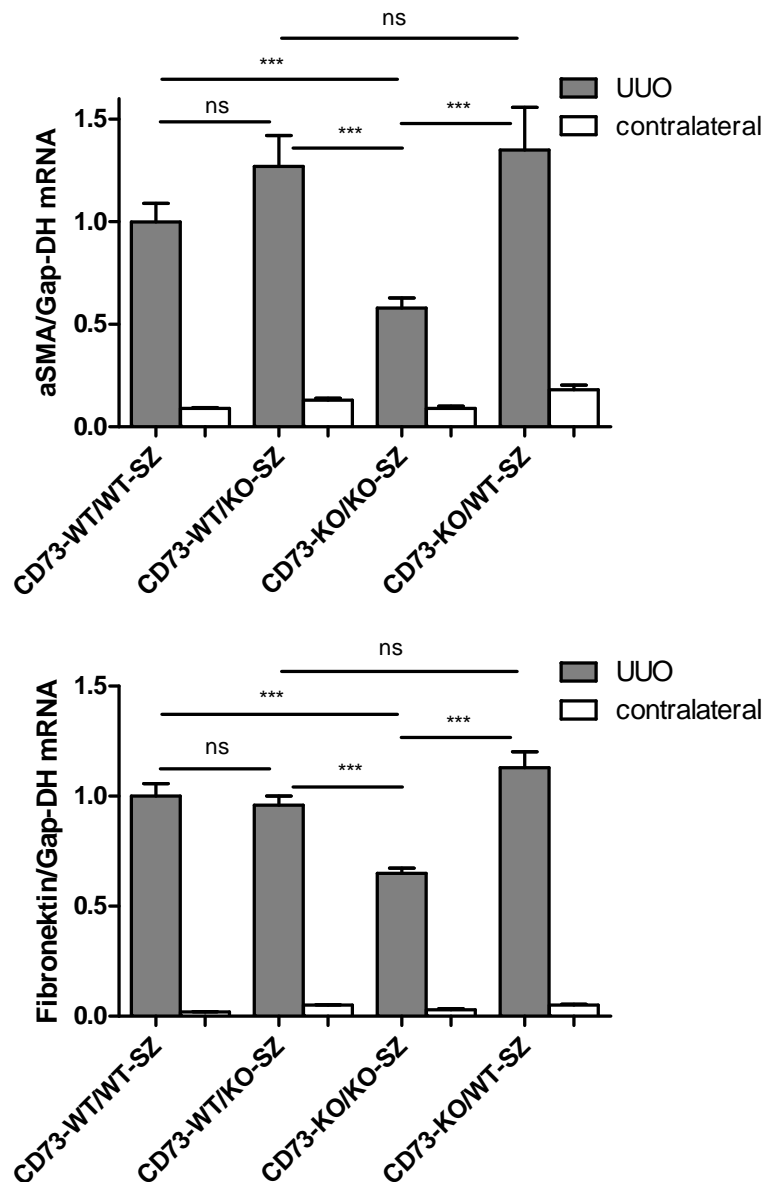 ns
***
ns
***
***
UUO
contralateral
aSMA/Gap-DH mRNA
1.5
1.0
0.5
0.0
CD73-WT/WT-SZ
CD73-WT/KO-SZ
CD73-KO/KO-SZ
CD73-KO/WT-SZ
ns
***
ns
***
***
UUO
contralateral
Fibronektin/Gap-DH mRNA
1.5
1.0
0.5
0.0
CD73-WT/WT-SZ
CD73-WT/KO-SZ
CD73-KO/KO-SZ
CD73-KO/WT-SZ